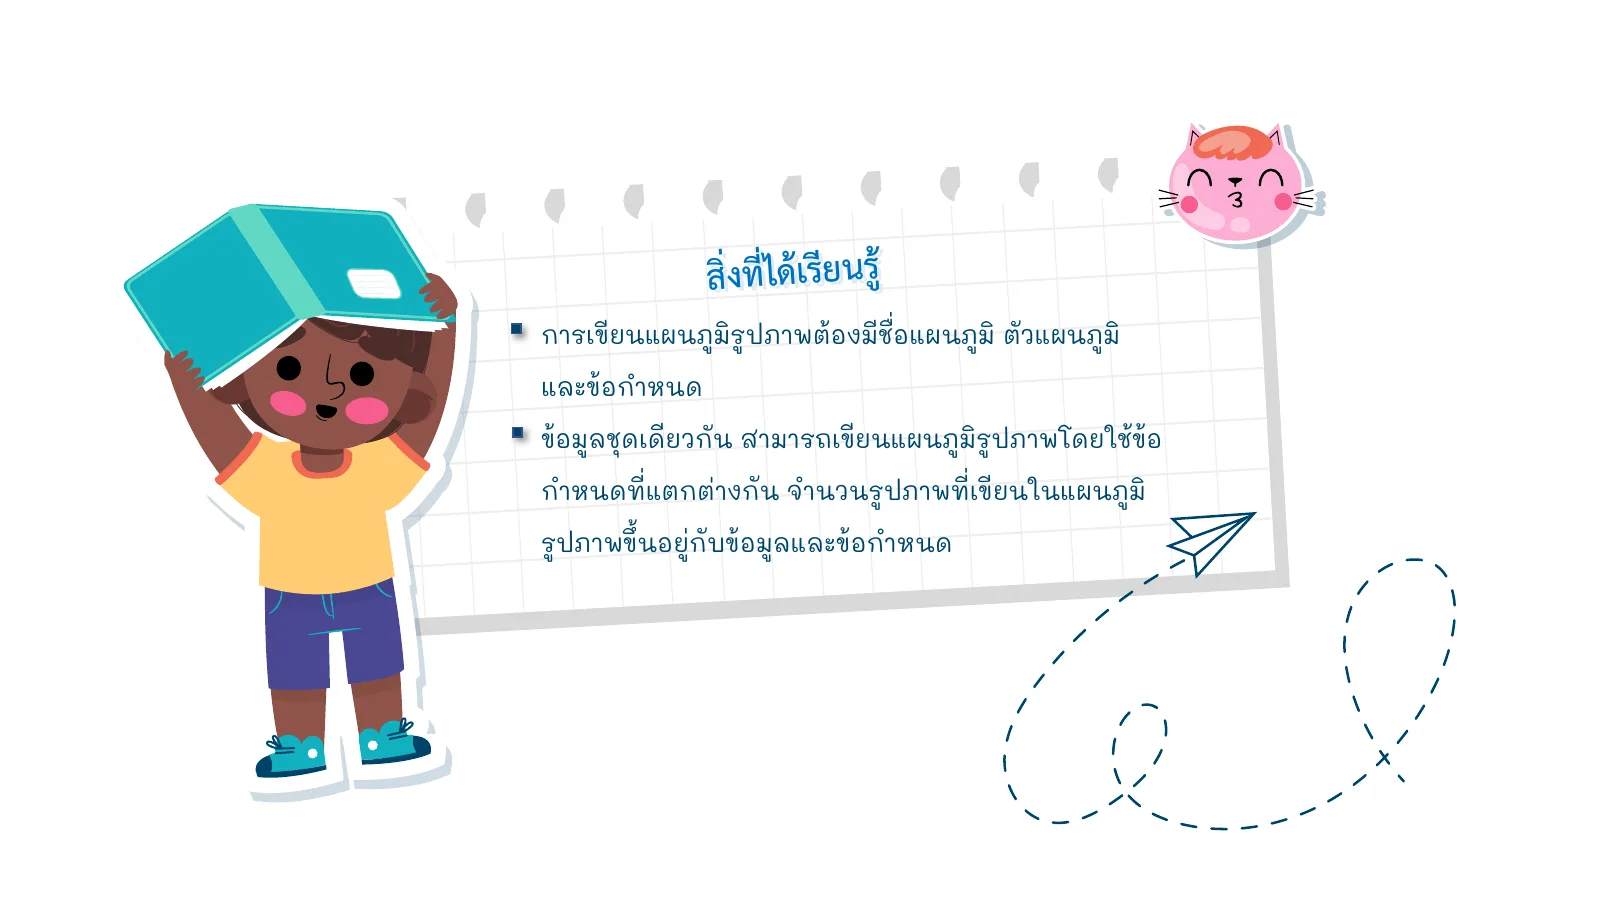 สิ่งที่ได้เรียนรู้
การเขียนแผนภูมิรูปภาพต้องมีชื่อแผนภูมิ ตัวแผนภูมิ
และข้อกำหนด
ข้อมูลชุดเดียวกัน สามารถเขียนแผนภูมิรูปภาพโดยใช้ข้อ
กำหนดที่แตกต่างกัน จำนวนรูปภาพที่เขียนในแผนภูมิ
รูปภาพขึ้นอยู่กับข้อมูลและข้อกำหนด